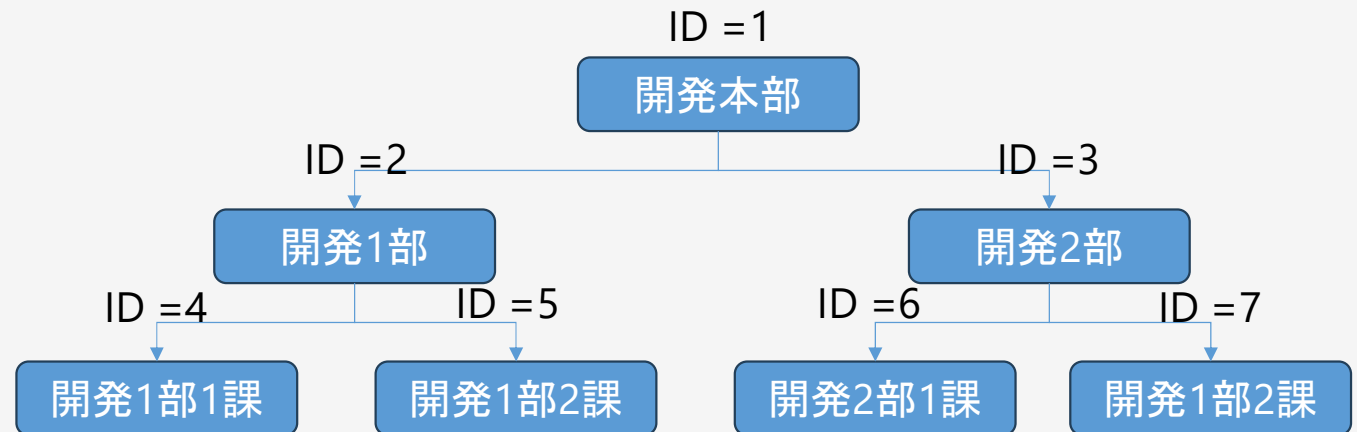 ID =1
開発本部
ID =2
ID =3
開発1部
開発2部
ID =4
ID =5
ID =6
ID =7
開発1部1課
開発1部2課
開発2部1課
開発1部2課